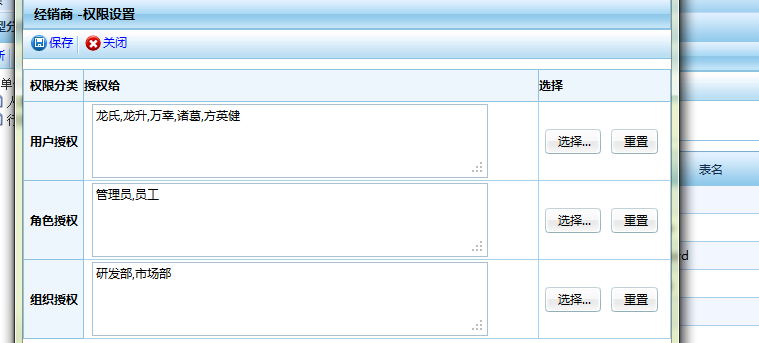 经销商 -权限设置
保存 关闭
权限分类 授权给 选择
用户授权 龙氏,龙升,万幸,诸葛,方英健 选择... 重置
角色授权 管理员,员工 选择... 重置
组织授权 研发部,市场部 选择... 重置
表名